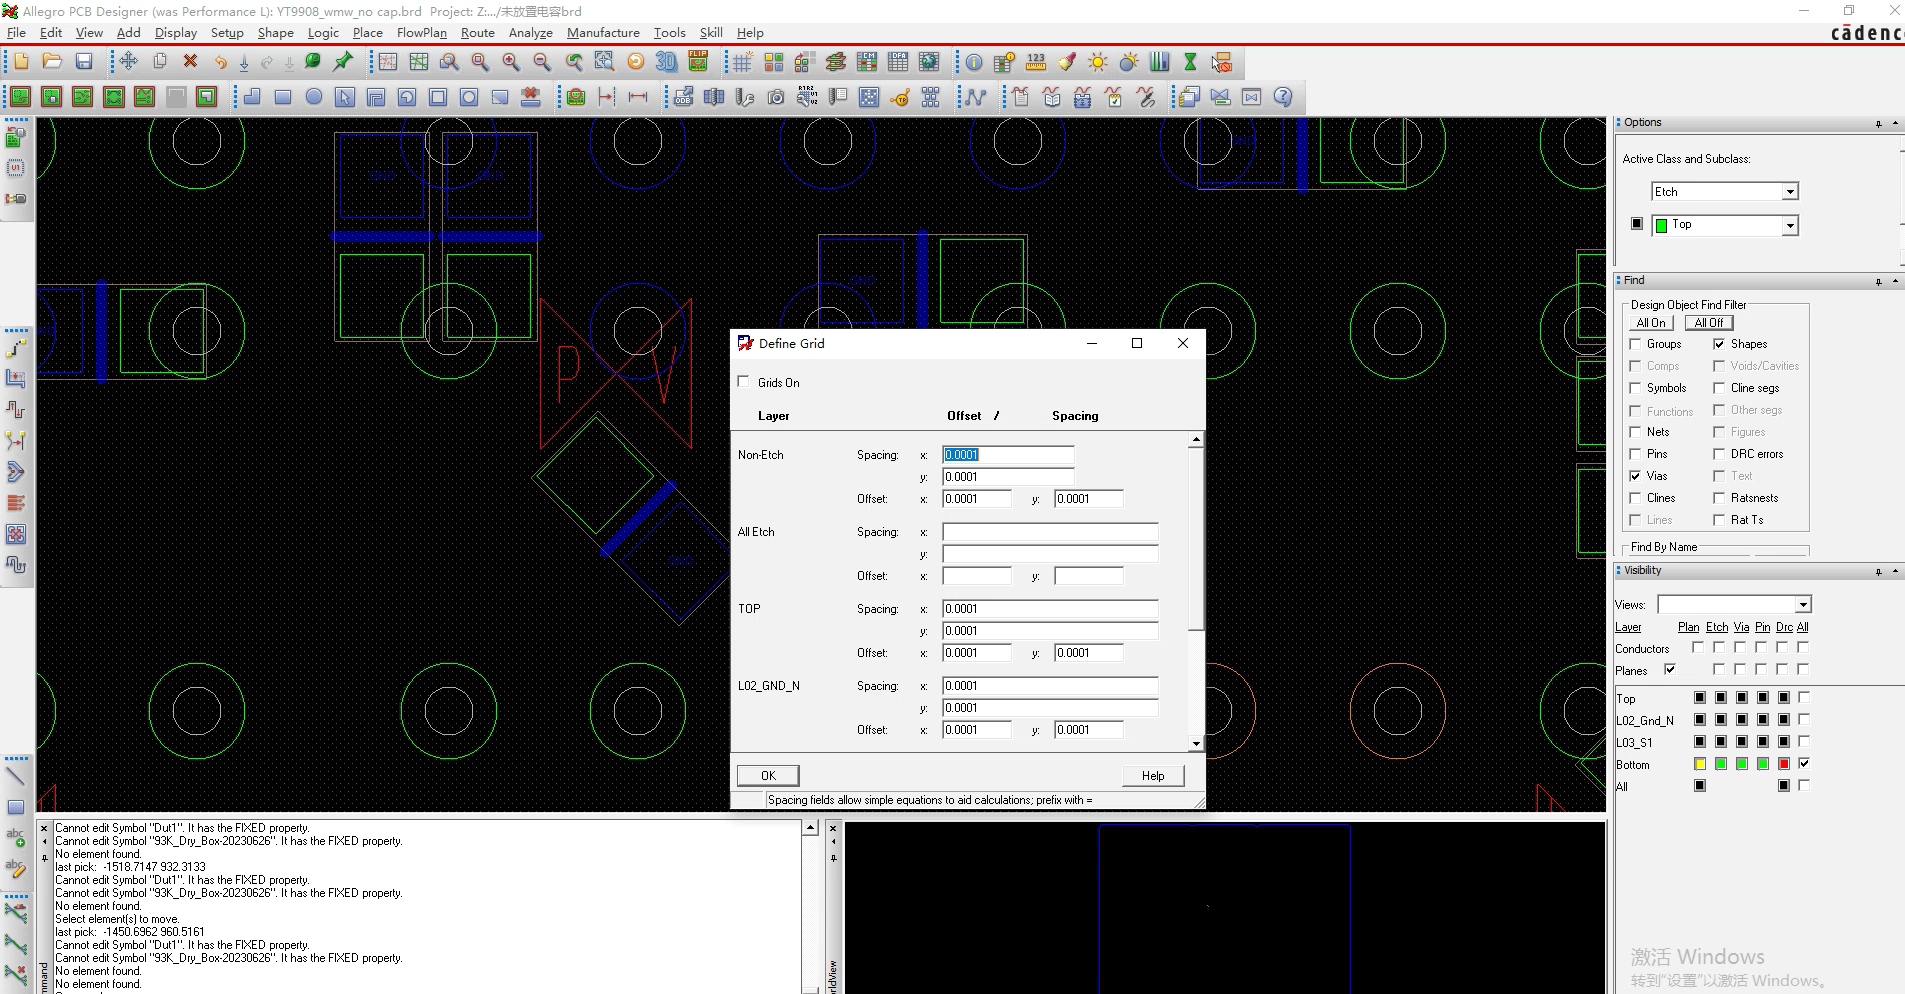 Allegro PCB Designer (was Performance L): YT9908_wmw_no cap.brd  Project: Z:.../未放置电容brd
File Edit View Add Display Setup Shape Logic Place FlowPlan Route Analyze Manufacture Tools Skill Help
cādenc
Options
Active Class and Subclass:
Etch
Top
Find
Design Object Find Filter
All On All Off
Groups Shapes
Comps Voids/Cavities
Symbols Cline segs
Functions Other segs
Nets Figures
Pins DRC errors
Vias Text
Clines Ratsnests
Lines Rat Ts
Find By Name
Visibility
Views:
Layer Plan Etch Via Pin Drc All
Conductors
Planes
Top
L02_Gnd_N
L03_S1
Bottom
All
GND
GND
GND
P W
GND
Define Grid
Grids On
Layer Offset / Spacing
Non-Etch Spacing: x: 0.0001
y: 0.0001
Offset: x: 0.0001 y: 0.0001
All Etch Spacing: x:
y:
Offset: x: y:
TOP Spacing: x: 0.0001
y: 0.0001
Offset: x: 0.0001 y: 0.0001
L02_GND_N Spacing: x: 0.0001
y: 0.0001
Offset: x: 0.0001 y: 0.0001
OK Help
Spacing fields allow simple equations to aid calculations; prefix with =
Cannot edit Symbol "Dut1". It has the FIXED property.
Cannot edit Symbol "93K_Dry_Box-20230626". It has the FIXED property.
No element found.
last pick:  -1518.7147 932.3133
Cannot edit Symbol "Dut1". It has the FIXED property.
Cannot edit Symbol "93K_Dry_Box-20230626". It has the FIXED property.
No element found.
Select element(s) to move.
last pick:  -1450.6962 960.5161
Cannot edit Symbol "Dut1". It has the FIXED property.
Cannot edit Symbol "93K_Dry_Box-20230626". It has the FIXED property.
No element found.
No element found.
mmand
rldView
激活 Windows
转到"设置"以激活 Windows。